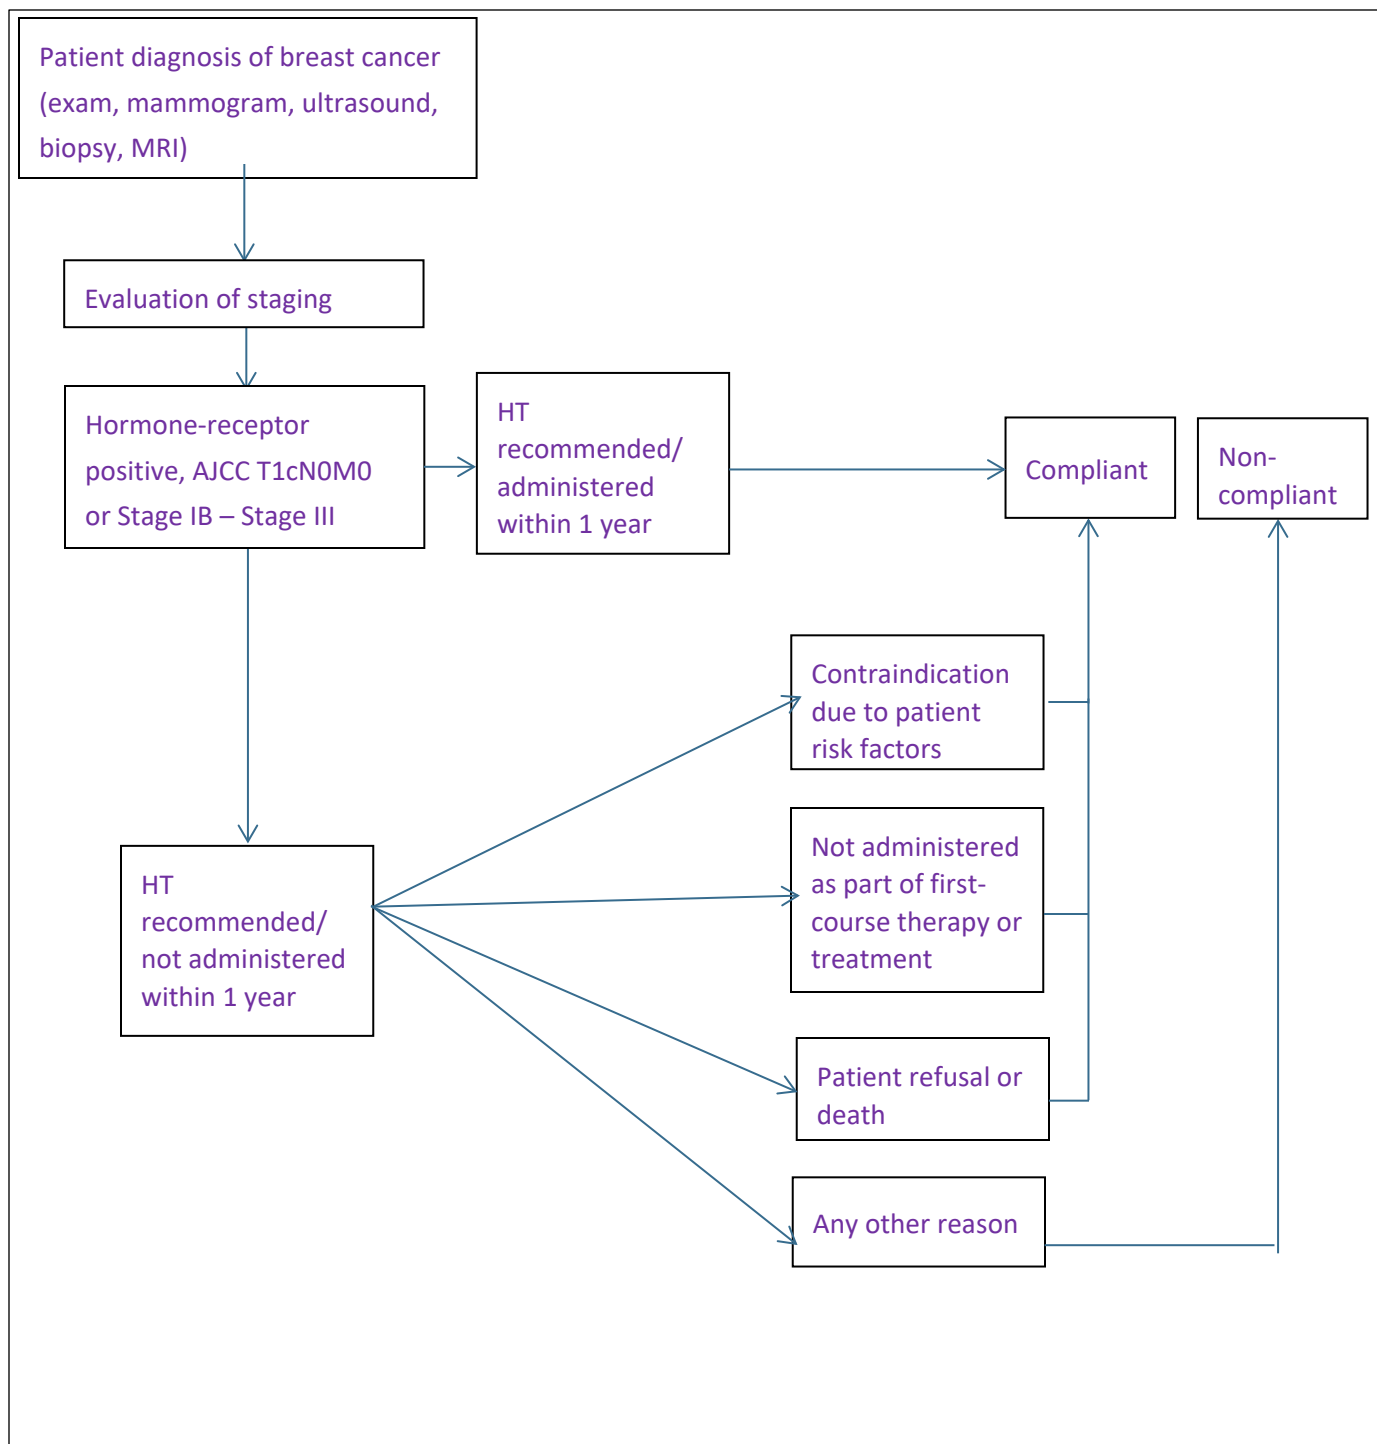 Patient diagnosis of breast cancer
(exam, mammogram, ultrasound,
biopsy, MRI)
Evaluation of staging
Hormone-receptor
positive, AJCC T1cN0M0
or Stage IB – Stage III
HT
recommended/
administered
within 1 year
Compliant
Non-
compliant
Contraindication
due to patient
risk factors
Not administered
as part of first-
course therapy or
treatment
HT
recommended/
not administered
within 1 year
Patient refusal or
death
Any other reason